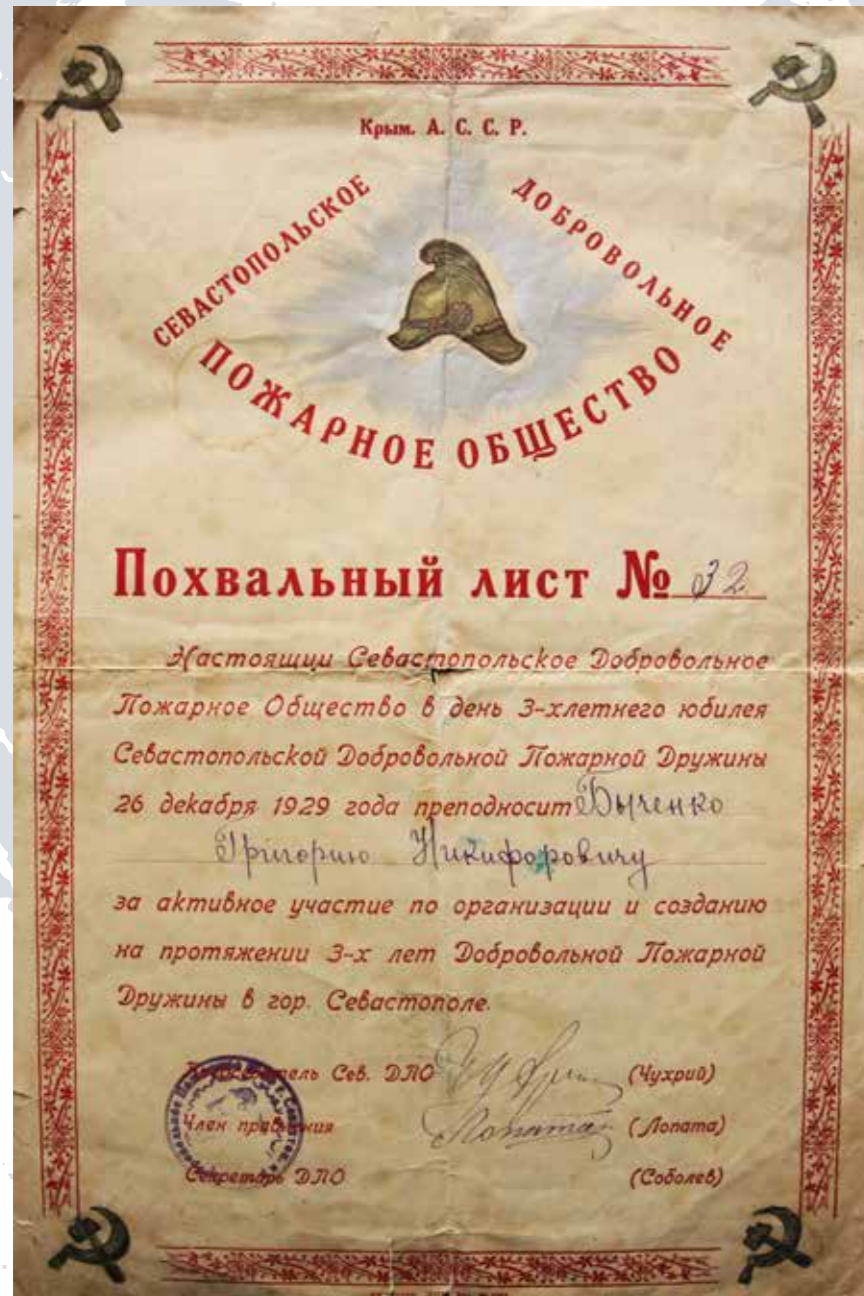 Крым. А. С. С. Р.
СЕВАСТОПОЛЬСКОЕ ДОБРОВОЛЬНОЕ
ПОЖАРНОЕ ОБЩЕСТВО
Похвальный лист № 32
Настоящим Севастопольское Добровольное
Пожарное Общество в день 3-хлетнего юбилея
Севастопольской Добровольной Пожарной Дружины
26 декабря 1929 года преподносит Быченко
Григорию Никифоровичу
за активное участие по организации и созданию
на протяжении 3-х лет Добровольной Пожарной
Дружины в гор. Севастополе.
Председатель Сев. ДПО (Чухрий)
Член правления Лопата (Лопата)
Секретарь ДПО (Соболев)